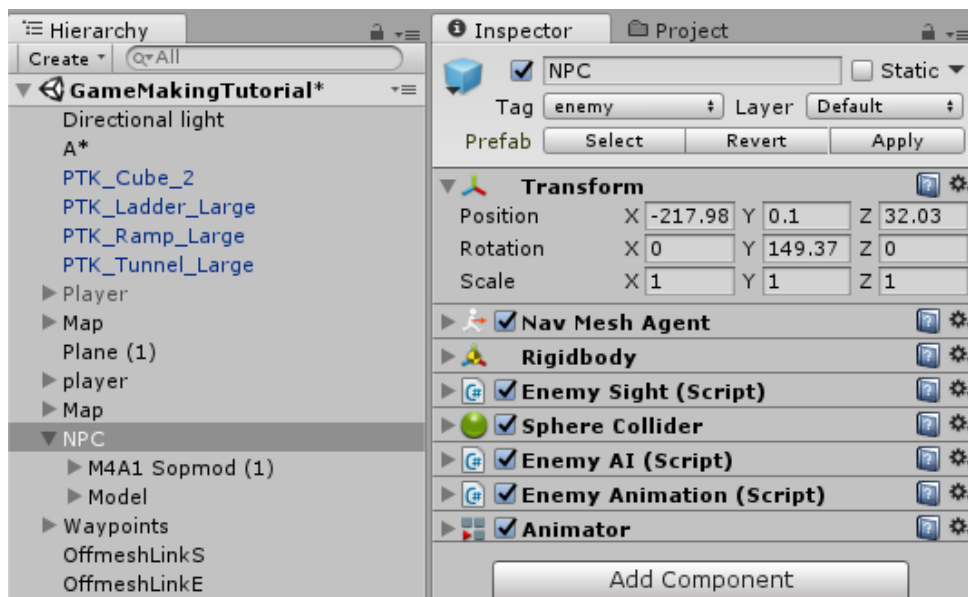 Hierarchy
Create All
GameMakingTutorial*
Directional light
A*
PTK_Cube_2
PTK_Ladder_Large
PTK_Ramp_Large
PTK_Tunnel_Large
Player
Map
Plane (1)
player
Map
NPC
M4A1 Sopmod (1)
Model
Waypoints
OffmeshLinkS
OffmeshLinkE
Inspector Project
NPC Static
Tag enemy Layer Default
Prefab Select Revert Apply
Transform
Position X -217.98 Y 0.1 Z 32.03
Rotation X 0 Y 149.37 Z 0
Scale X 1 Y 1 Z 1
Nav Mesh Agent
Rigidbody
Enemy Sight (Script)
Sphere Collider
Enemy AI (Script)
Enemy Animation (Script)
Animator
Add Component